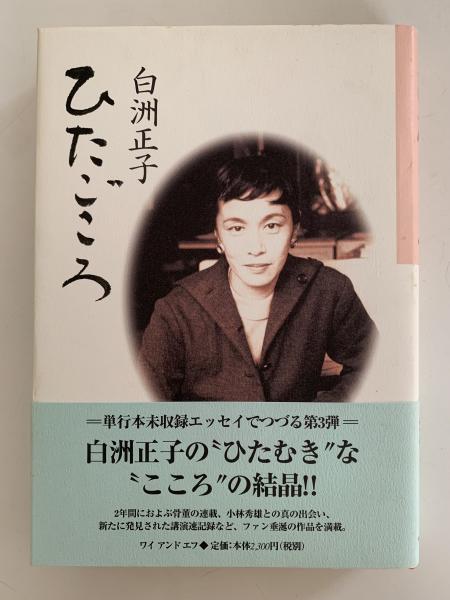 白洲正子
ひたごころ
＝単行本未収録エッセイでつづる第3弾＝
白洲正子の〝ひたむき〟な
〝こころ〟の結晶!!
2年間におよぶ骨董の連載、小林秀雄との真の出会い、
新たに発見された講演速記録など、ファン垂涎の作品を満載。
ワイ アンド エフ◆定価:本体2,300円(税別)